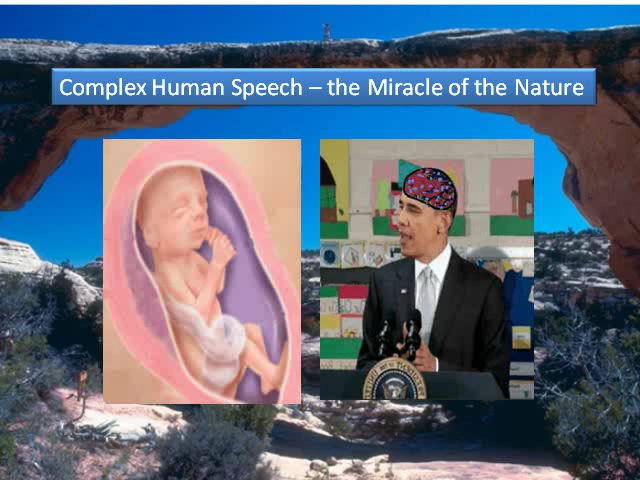 Complex Human Speech – the Miracle of the Nature